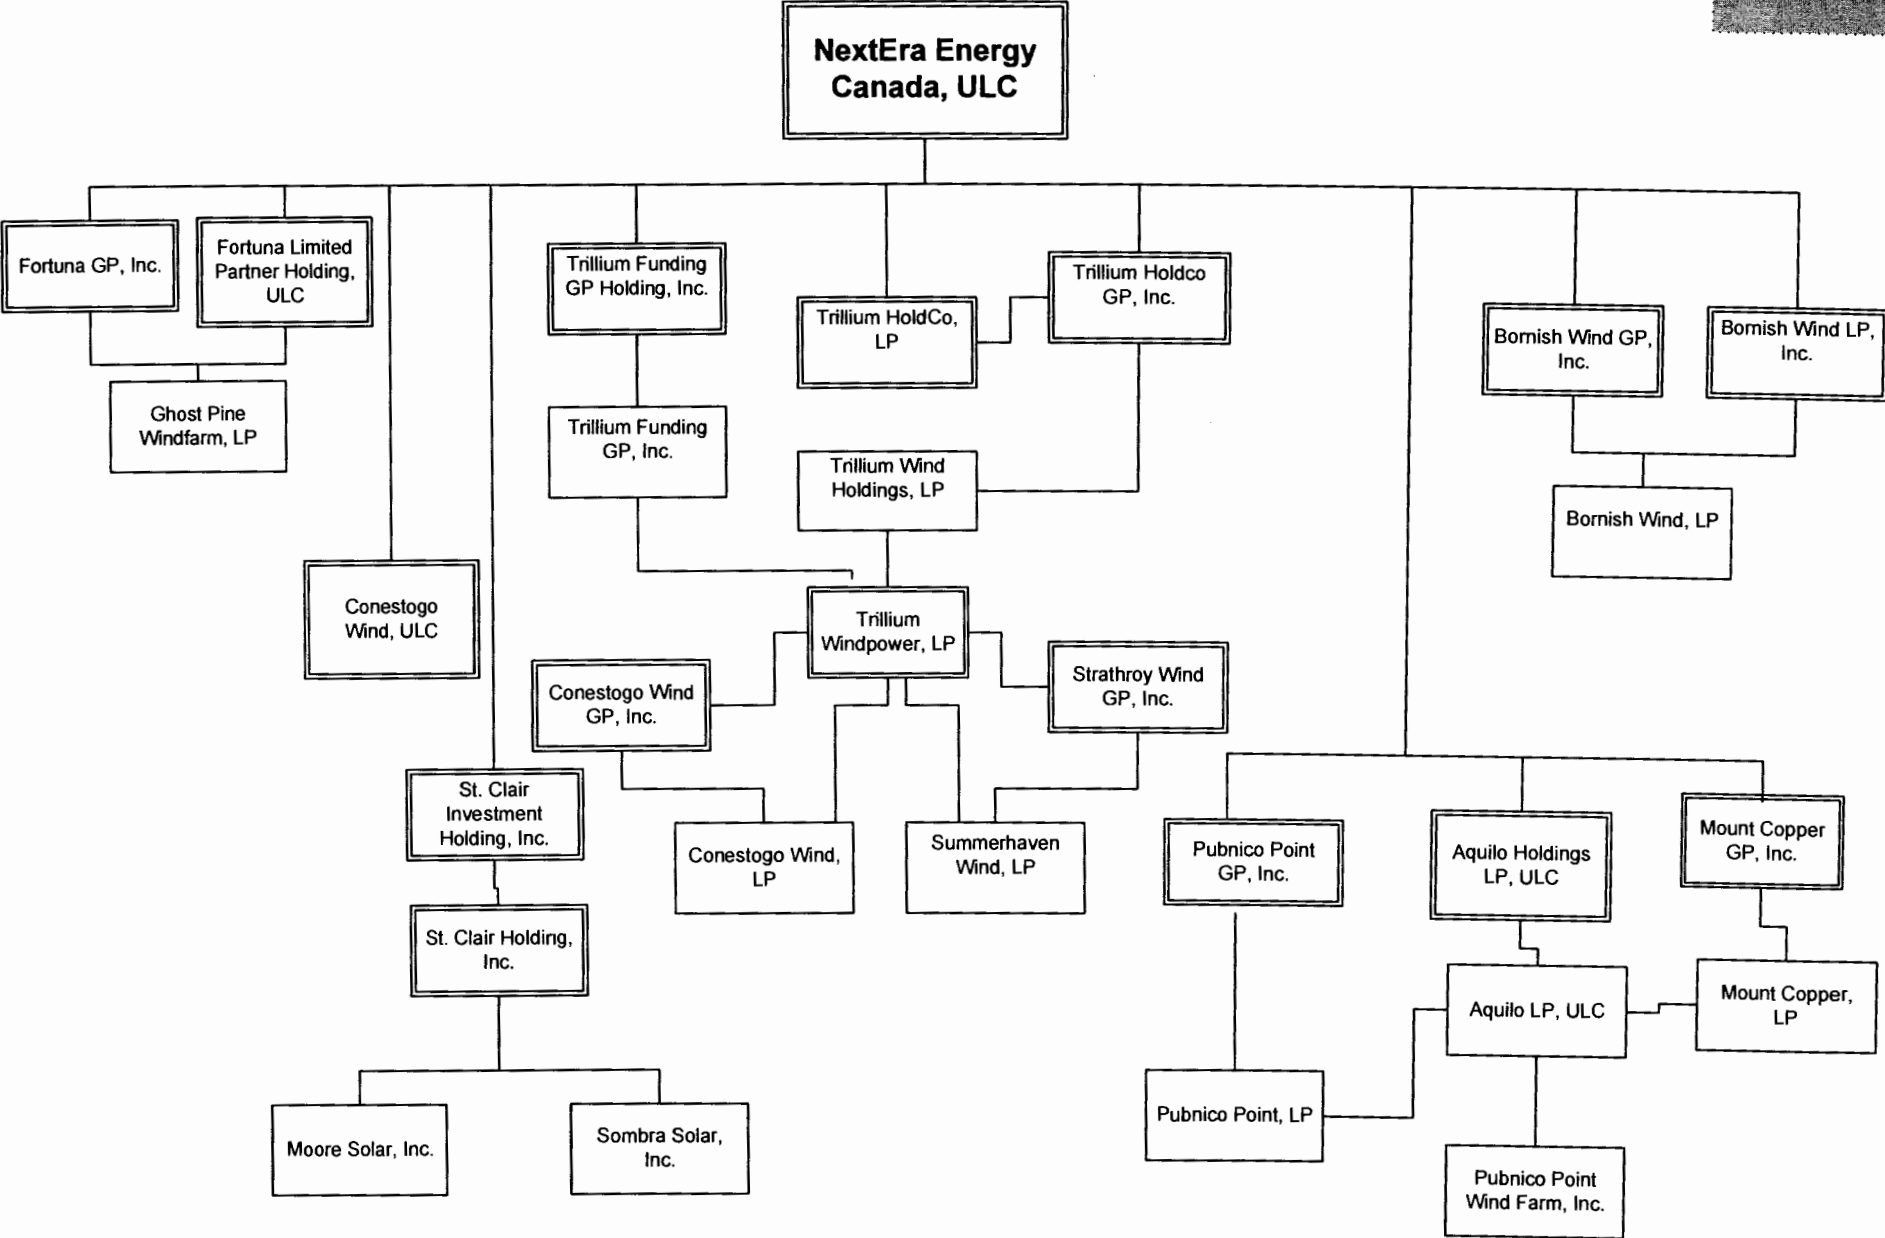 NextEra Energy
Canada, ULC
Fortuna GP, Inc.
Fortuna Limited
Partner Holding,
ULC
Trillium Funding
GP Holding, Inc.
Trillium HoldCo,
LP
Trillium Holdco
GP, Inc.
Bornish Wind GP,
Inc.
Bornish Wind LP,
Inc.
Ghost Pine
Windfarm, LP
Trillium Funding
GP, Inc.
Trillium Wind
Holdings, LP
Bornish Wind, LP
Conestogo
Wind, ULC
Trillium
Windpower, LP
Conestogo Wind
GP, Inc.
Strathroy Wind
GP, Inc.
St. Clair
Investment
Holding, Inc.
Conestogo Wind,
LP
Summerhaven
Wind, LP
Pubnico Point
GP, Inc.
Aquilo Holdings
LP, ULC
Mount Copper
GP, Inc.
St. Clair Holding,
Inc.
Aquilo LP, ULC
Mount Copper,
LP
Moore Solar, Inc.
Sombra Solar,
Inc.
Pubnico Point, LP
Pubnico Point
Wind Farm, Inc.